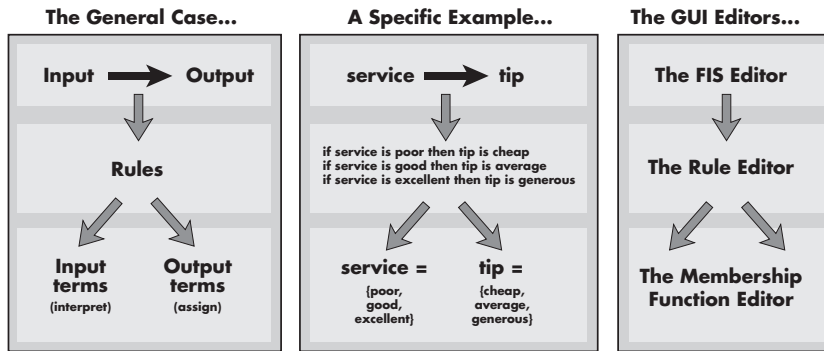 The General Case...
Input Output
Rules
Input
terms
(interpret)
Output
terms
(assign)
A Specific Example...
service tip
if service is poor then tip is cheap
if service is good then tip is average
if service is excellent then tip is generous
service =
{poor,
good,
excellent}
tip =
{cheap,
average,
generous}
The GUI Editors...
The FIS Editor
The Rule Editor
The Membership
Function Editor